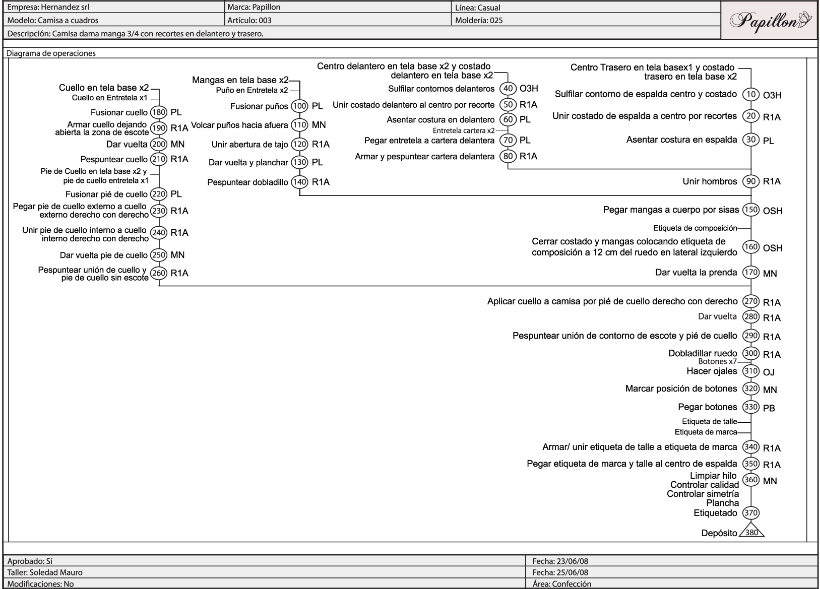 Empresa: Hernandez srl
Marca: Papillon
Línea: Casual
Modelo: Camisa a cuadros
Artículo: 003
Moldería: 025
Papillon
Descripción: Camisa dama manga 3/4 con recortes en delantero y trasero.
Diagrama de operaciones
Cuello en tela base x2
Cuello en Entretela x1
Fusionar cuello 180 PL
Armar cuello dejando
abierta la zona de escote 190 R1A
Dar vuelta 200 MN
Pespuntear cuello 210 R1A
Pie de Cuello en tela base x2 y
pie de cuello entretela x1
Fusionar pié de cuello 220 PL
Pegar pie de cuello externo a cuello
externo derecho con derecho 230 R1A
Unir pie de cuello interno a cuello
interno derecho con derecho 240 R1A
Dar vuelta pie de cuello 250 MN
Pespuntear unión de cuello y
pie de cuello sin escote 260 R1A
Mangas en tela base x2
Puño en Entretela x2
Fusionar puños 100 PL
Volcar puños hacia afuera 110 MN
Unir abertura de tajo 120 R1A
Dar vuelta y planchar 130 PL
Pespuntear dobladillo 140 R1A
Centro delantero en tela base x2 y costado
delantero en tela base x2
Sulfilar contornos delanteros 40 O3H
Unir costado delantero al centro por recorte 50 R1A
Asentar costura en delantero 60 PL
Entretela cartera x2
Pegar entretela a cartera delantera 70 PL
Armar y pespuntear cartera delantera 80 R1A
Centro Trasero en tela basex1 y costado
trasero en tela base x2
Sulfilar contorno de espalda centro y costado 10 O3H
Unir costado de espalda a centro por recortes 20 R1A
Asentar costura en espalda 30 PL
Unir hombros 90 R1A
Pegar mangas a cuerpo por sisas 150 OSH
Etiqueta de composición
Cerrar costado y mangas colocando etiqueta de
composición a 12 cm del ruedo en lateral izquierdo 160 OSH
Dar vuelta la prenda 170 MN
Aplicar cuello a camisa por pié de cuello derecho con derecho 270 R1A
Dar vuelta 280 R1A
Pespuntear unión de contorno de escote y pié de cuello 290 R1A
Dobladillar ruedo 300 R1A
Botones x7
Hacer ojales 310 OJ
Marcar posición de botones 320 MN
Pegar botones 330 PB
Etiqueta de talle
Etiqueta de marca
Armar/ unir etiqueta de talle a etiqueta de marca 340 R1A
Pegar etiqueta de marca y talle al centro de espalda 350 R1A
Limpiar hilo 360 MN
Controlar calidad
Controlar simetría
Plancha
Etiquetado 370
Depósito 380
Aprobado: Sí
Fecha: 23/06/08
Taller: Soledad Mauro
Fecha: 25/06/08
Modificaciones: No
Área: Confección